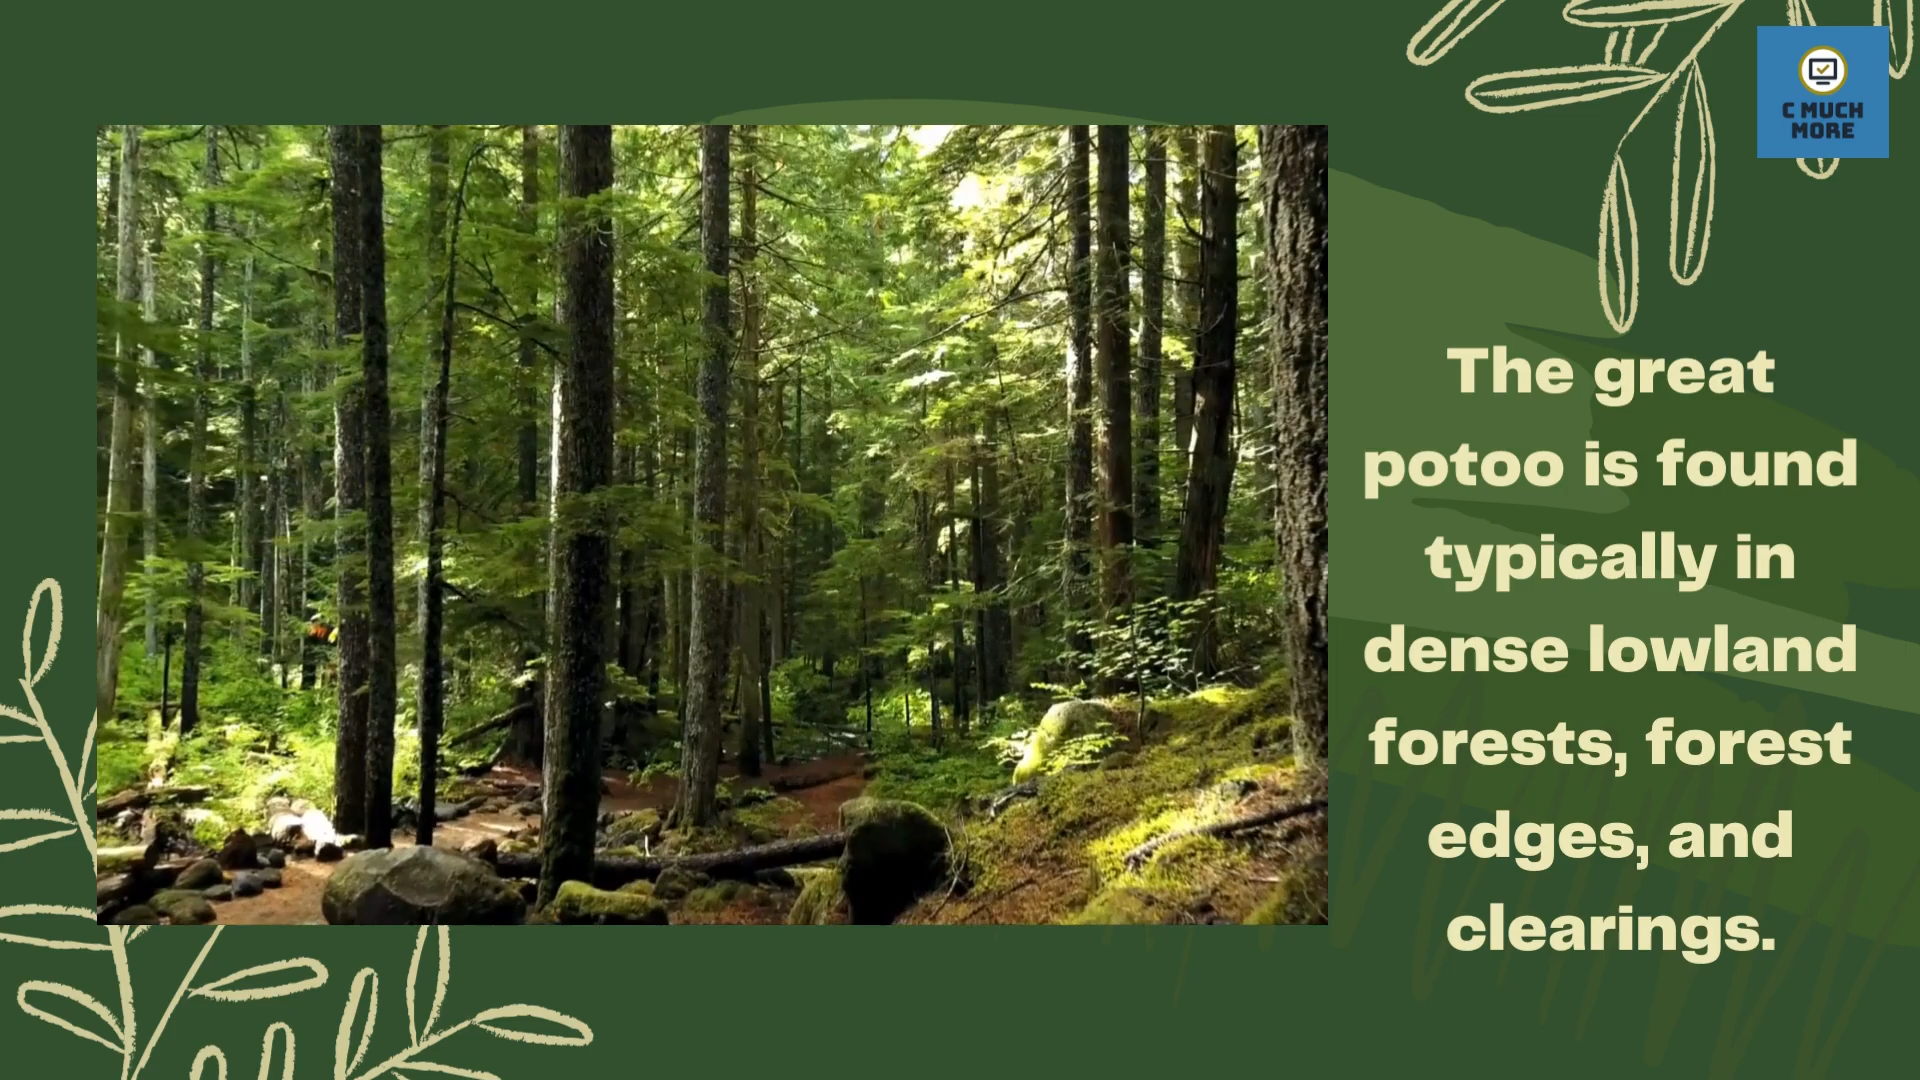 C MUCH
MORE
The great
potoo is found
typically in
dense lowland
forests, forest
edges, and
clearings.